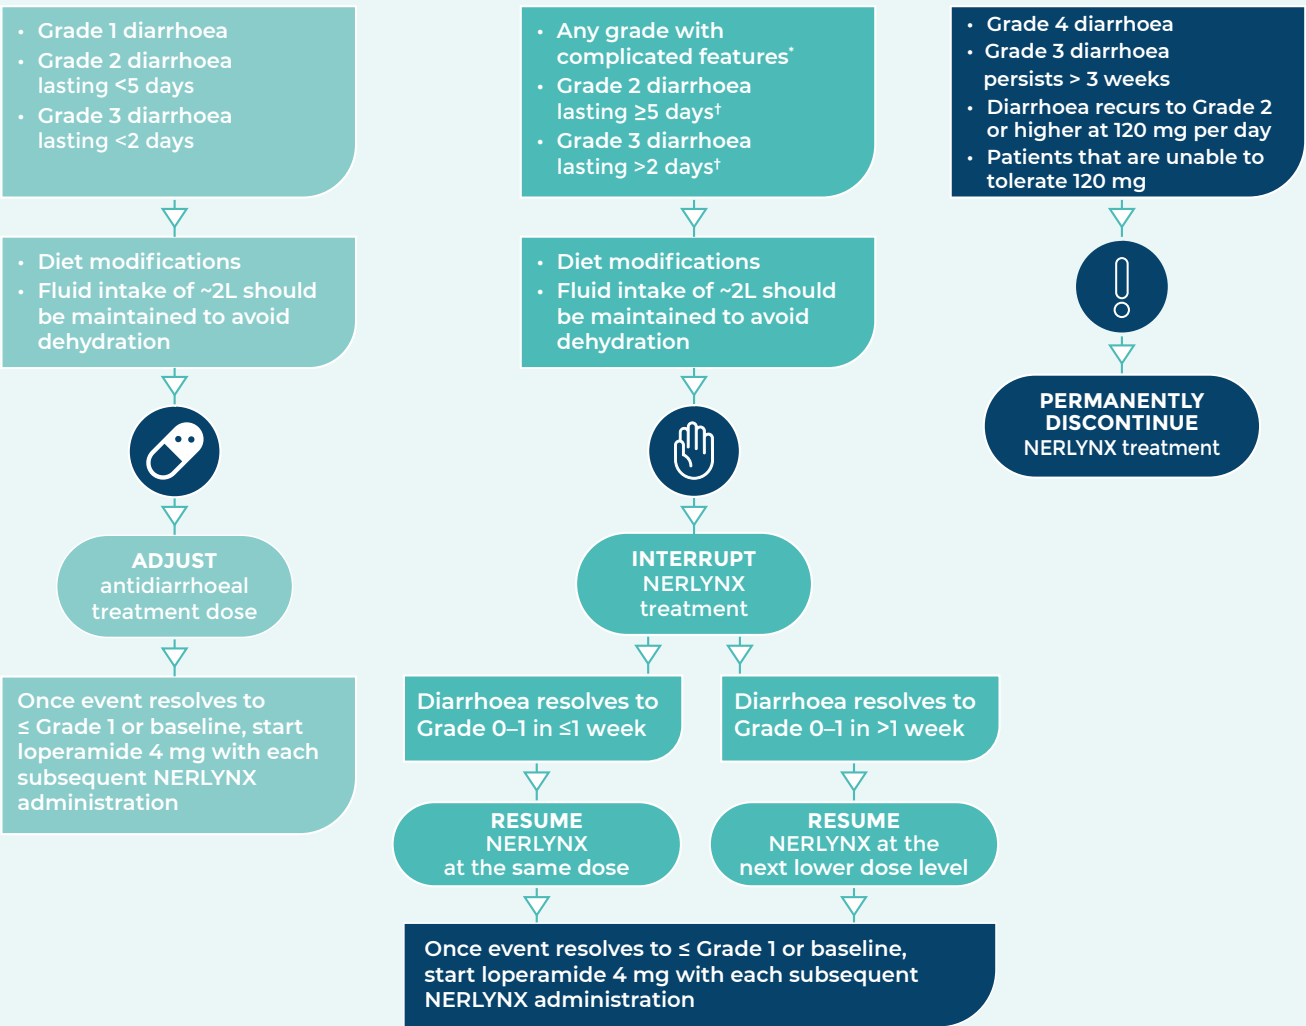 • Grade 1 diarrhoea
• Grade 2 diarrhoea
lasting <5 days
• Grade 3 diarrhoea
lasting <2 days
• Diet modifications
• Fluid intake of ~2L should
be maintained to avoid
dehydration
ADJUST
antidiarrhoeal
treatment dose
Once event resolves to
≤ Grade 1 or baseline, start
loperamide 4 mg with each
subsequent NERLYNX
administration
• Any grade with
complicated features*
• Grade 2 diarrhoea
lasting ≥5 days†
• Grade 3 diarrhoea
lasting >2 days†
• Diet modifications
• Fluid intake of ~2L should
be maintained to avoid
dehydration
INTERRUPT
NERLYNX
treatment
Diarrhoea resolves to
Grade 0–1 in ≤1 week
RESUME
NERLYNX
at the same dose
Diarrhoea resolves to
Grade 0–1 in >1 week
RESUME
NERLYNX at the
next lower dose level
Once event resolves to ≤ Grade 1 or baseline,
start loperamide 4 mg with each subsequent
NERLYNX administration
• Grade 4 diarrhoea
• Grade 3 diarrhoea
persists > 3 weeks
• Diarrhoea recurs to Grade 2
or higher at 120 mg per day
• Patients that are unable to
tolerate 120 mg
PERMANENTLY
DISCONTINUE
NERLYNX treatment